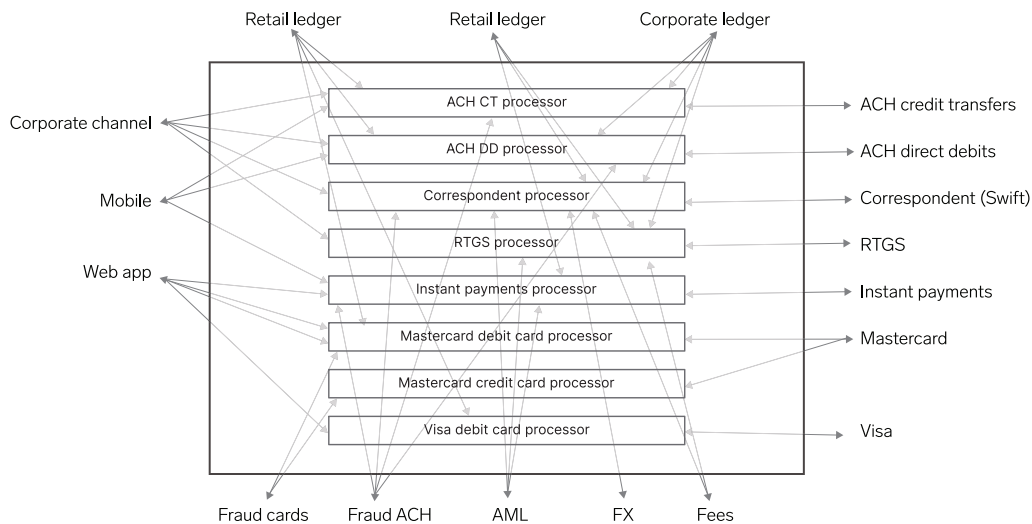 Retail ledger
Retail ledger
Corporate ledger
Corporate channel
Mobile
Web app
ACH CT processor
ACH DD processor
Correspondent processor
RTGS processor
Instant payments processor
Mastercard debit card processor
Mastercard credit card processor
Visa debit card processor
ACH credit transfers
ACH direct debits
Correspondent (Swift)
RTGS
Instant payments
Mastercard
Visa
Fraud cards
Fraud ACH
AML
FX
Fees